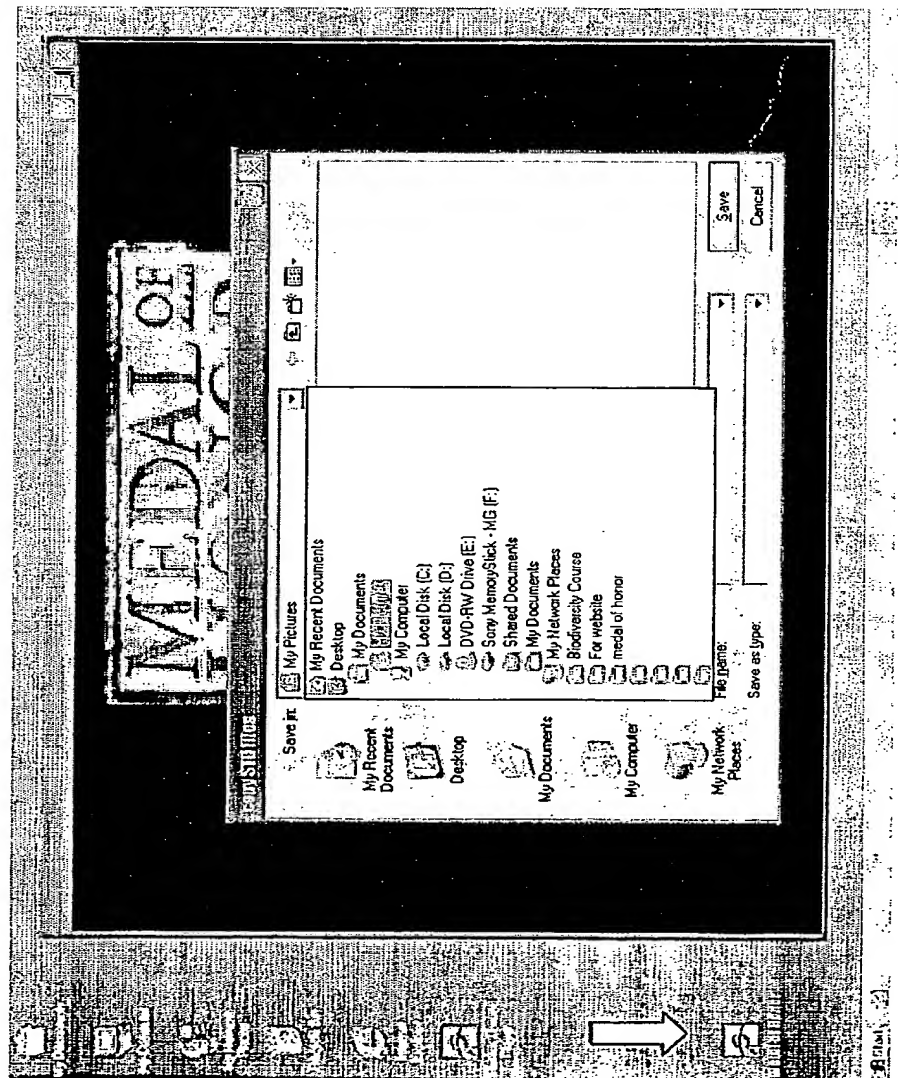 MEDAL OF
Save in:
My Pictures
My Recent Documents
Desktop
My Documents
My Computer
Local Disk (C:)
Local Disk (D:)
DVD-RW Drive (E:)
Sony MemoryStick - MG (F:)
Shared Documents
My Documents
My Network Places
Biodiversity Course
For website
medal of honor
My Recent
Documents
Desktop
My Documents
My Computer
My Network
Places
File name:
Save as type:
Save
Cancel